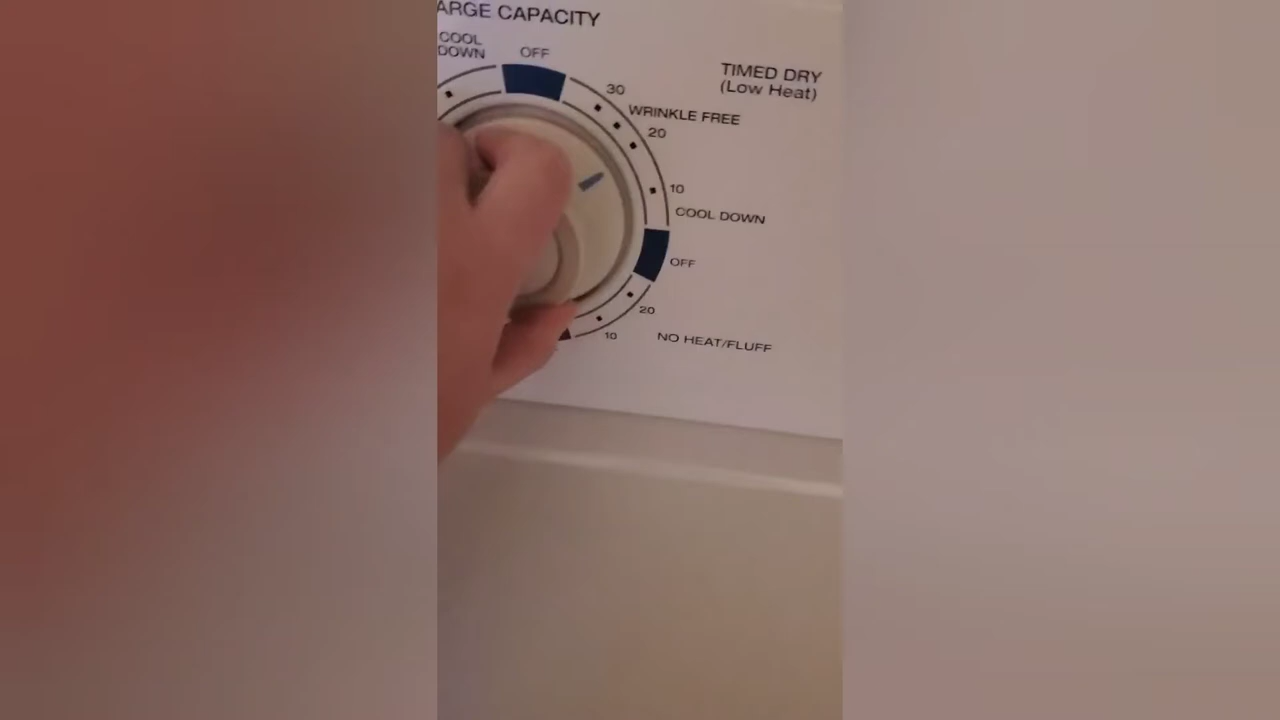 ARGE CAPACITY
COOL
DOWN
OFF
TIMED DRY
(Low Heat)
30
WRINKLE FREE
20
10
COOL DOWN
OFF
20
NO HEAT/FLUFF
10